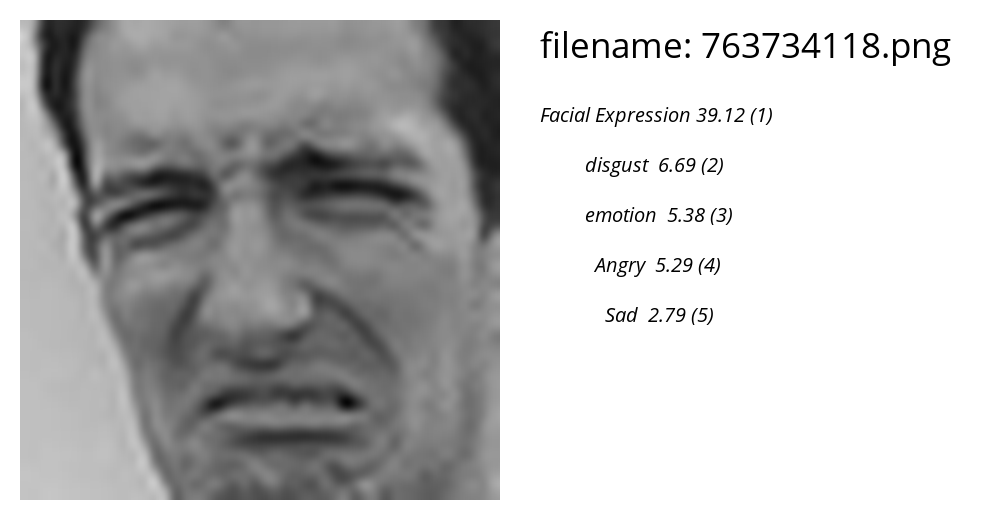 filename: 763734118.png
Facial Expression 39.12 (1)
disgust 6.69 (2)
emotion 5.38 (3)
Angry 5.29 (4)
Sad 2.79 (5)